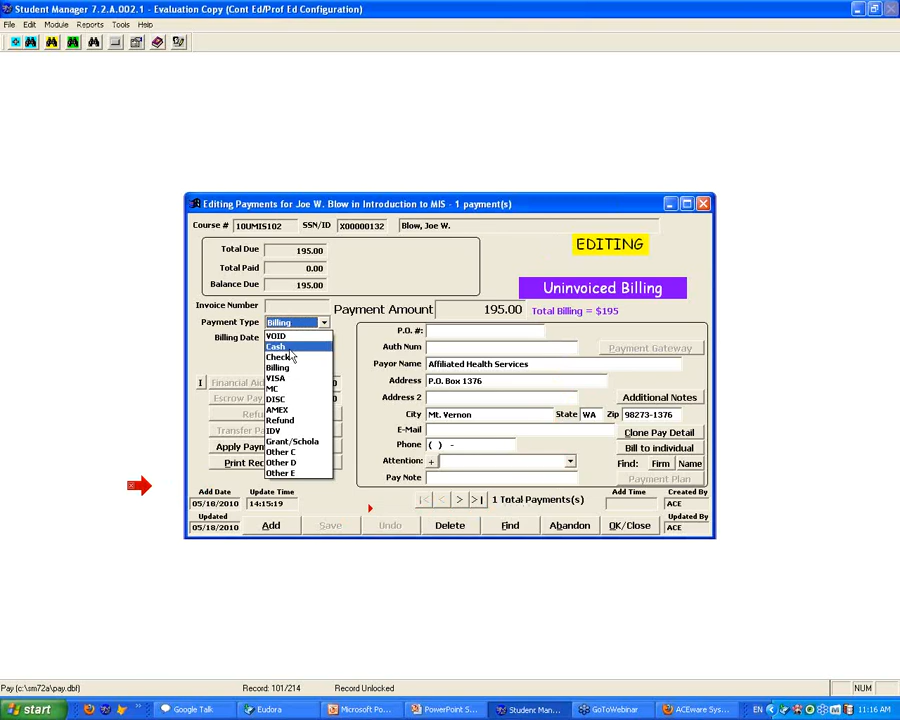 Student Manager 7.2.A.002.1 - Evaluation Copy (Cont Ed/Prof Ed Configuration)
File Edit Module Reports Tools Help
Editing Payments for Joe W. Blow in Introduction to MIS - 1 payment(s)
Course # 10UMIS102 SSN/ID X00000132 Blow, Joe W.
Total Due 195.00
EDITING
Total Paid 0.00
Balance Due 195.00
Uninvoiced Billing
Invoice Number Payment Amount 195.00 Total Billing = $195
Payment Type Billing
Billing Date
VOID
Cash
Check
Billing
VISA
MC
DISC
AMEX
Refund
IDV
Grant/Schola
Other C
Other D
Other E
I Financial Aid
Escrow Pay
Refu
Transfer Pa
Apply Paym
Print Rec
P.O. #:
Auth Num Payment Gateway
Payor Name Affiliated Health Services
Address P.O. Box 1376
Address 2 Additional Notes
City Mt. Vernon State WA Zip 98273-1376
E-Mail Clone Pay Detail
Phone ( ) - Bill to individual
Attention: + Find: Firm Name
Pay Note Payment Plan
Add Date Update Time 1 Total Payments(s) Add Time Created By
05/18/2010 14:15:19 ACE
Updated Updated By
05/18/2010 Add Save Undo Delete Find Abandon OK/Close ACE
Pay (c:\sm72a\pay.dbf) Record: 101/214 Record Unlocked NUM
start Google Talk Eudora Microsoft Po... PowerPoint S... Student Man... GoToWebinar ACEware Sys... EN 11:16 AM